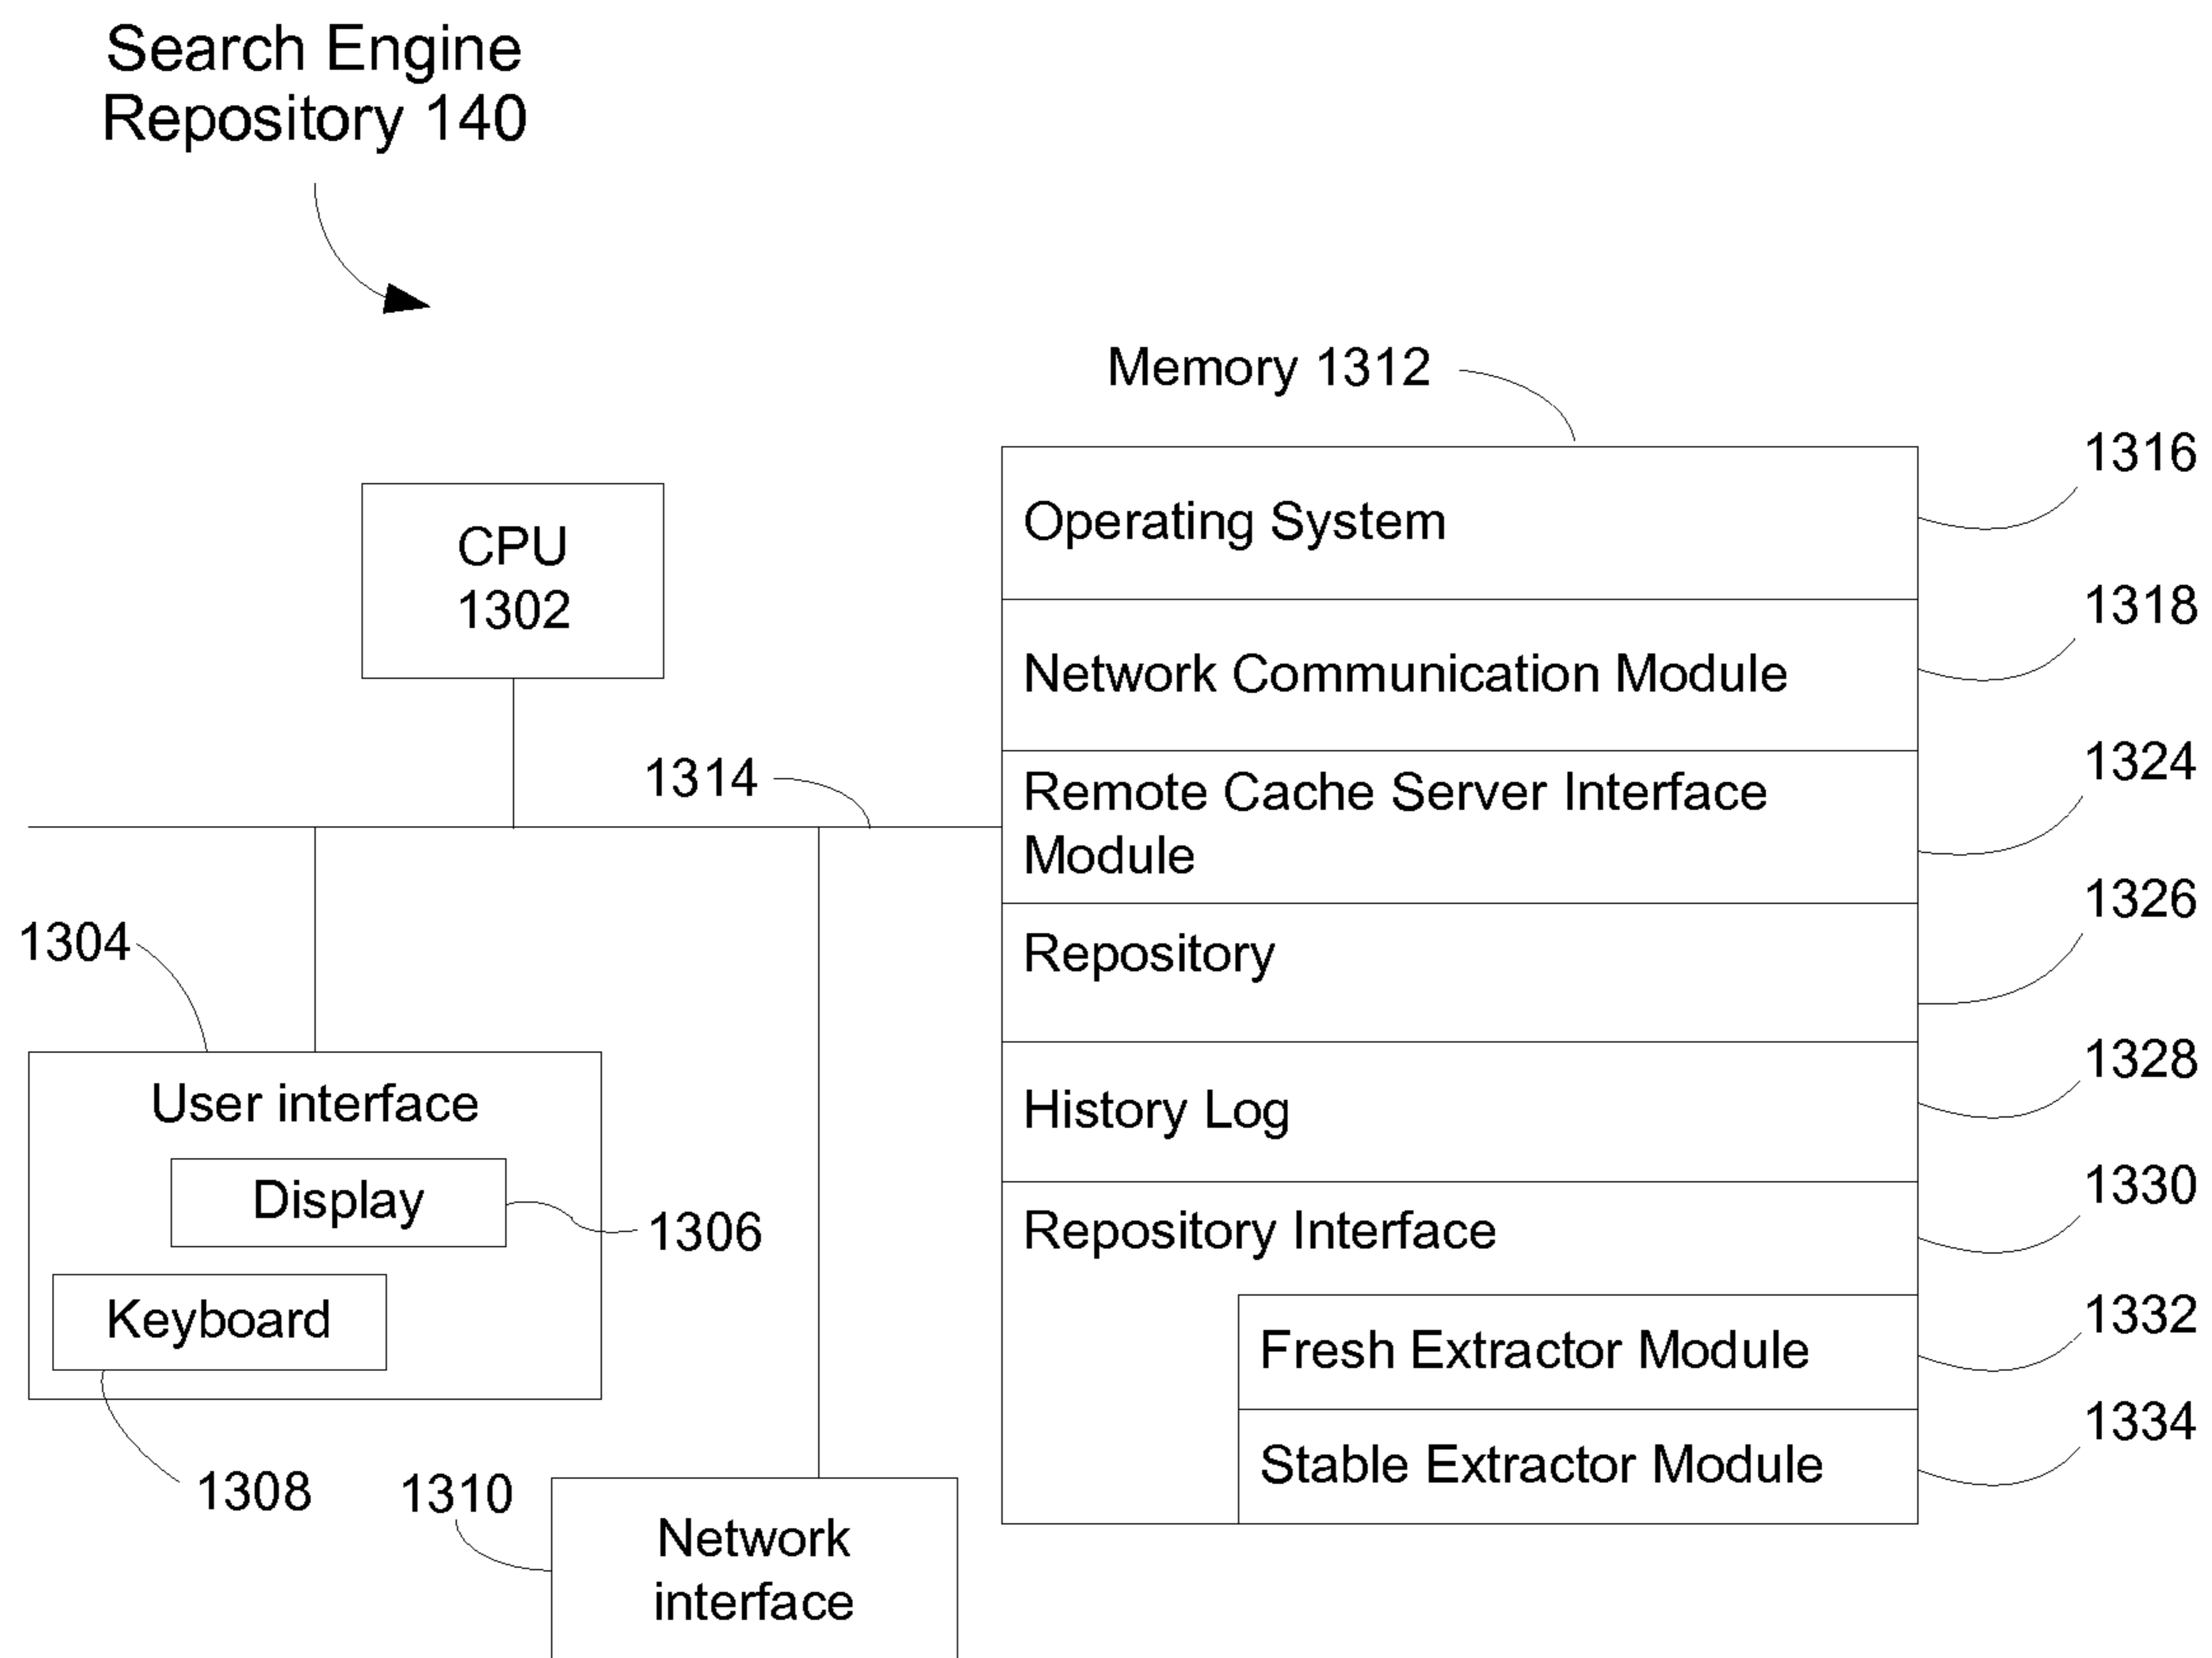 Search Engine
Repository 140
Memory 1312
1316
Operating System
CPU
1302
1318
Network Communication Module
1314
1324
Remote Cache Server Interface
Module
1326
1304
Repository
1328
User interface
History Log
Display
1306
1330
Repository Interface
Keyboard
1332
Fresh Extractor Module
1334
Stable Extractor Module
1308
1310
Network
interface